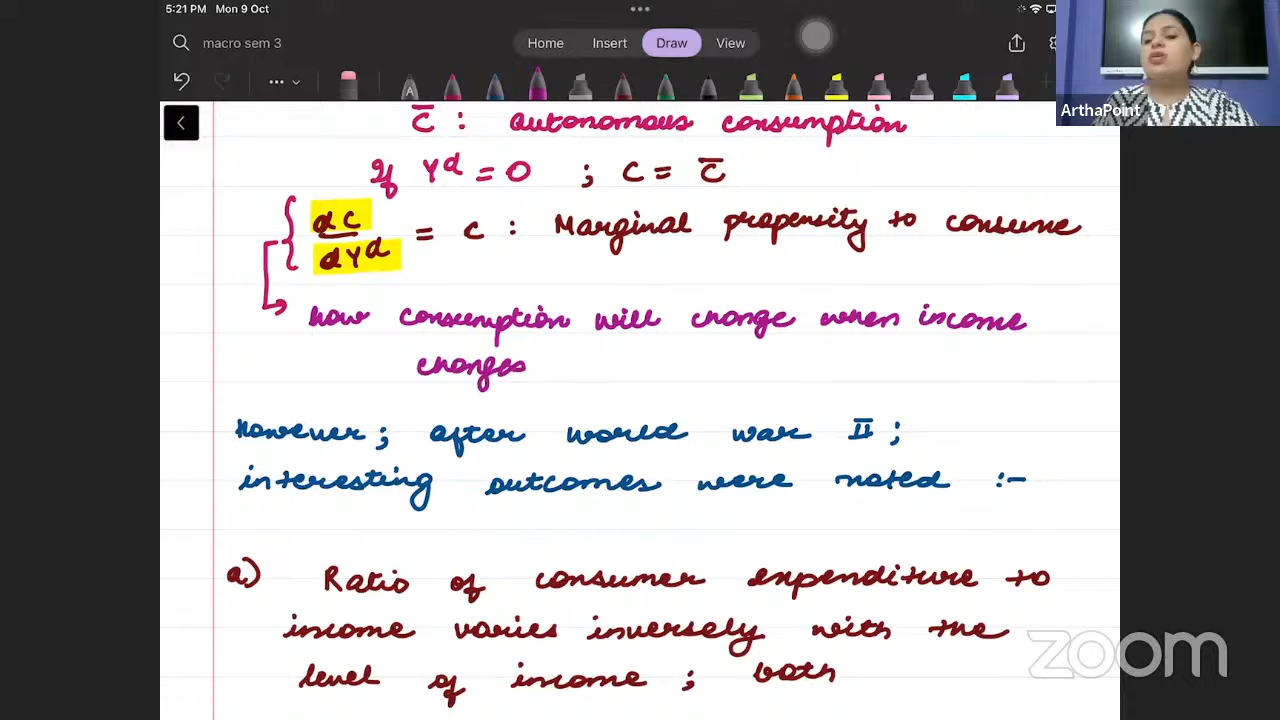 5:21 PM Mon 9 Oct
macro sem 3
Home Insert Draw View
A
ArthaPoint
C̅ : autonomous consumption
If Yd = 0 ; C = C̅
dC
dYd = c : Marginal propensity to consume
how consumption will change when income
changes
However ; after world war II ;
interesting outcomes were noted :-
a.) Ratio of consumer expenditure to
income varies inversely with the
level of income ; both
zoom